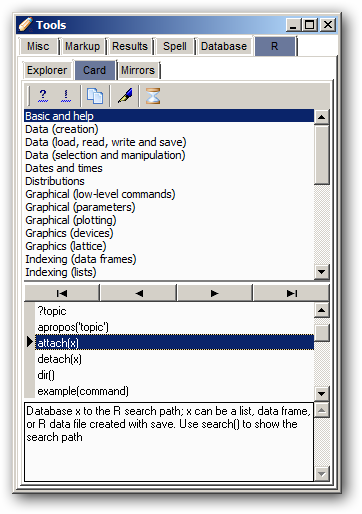 Tools
Misc Markup Results Spell Database R
Explorer Card Mirrors
? !
Basic and help
Data (creation)
Data (load, read, write and save)
Data (selection and manipulation)
Dates and times
Distributions
Graphical (low-level commands)
Graphical (parameters)
Graphical (plotting)
Graphics (devices)
Graphics (lattice)
Indexing (data frames)
Indexing (lists)
?topic
apropos('topic')
attach(x)
detach(x)
dir()
example(command)
Database x to the R search path; x can be a list, data frame,
or R data file created with save. Use search() to show the
search path